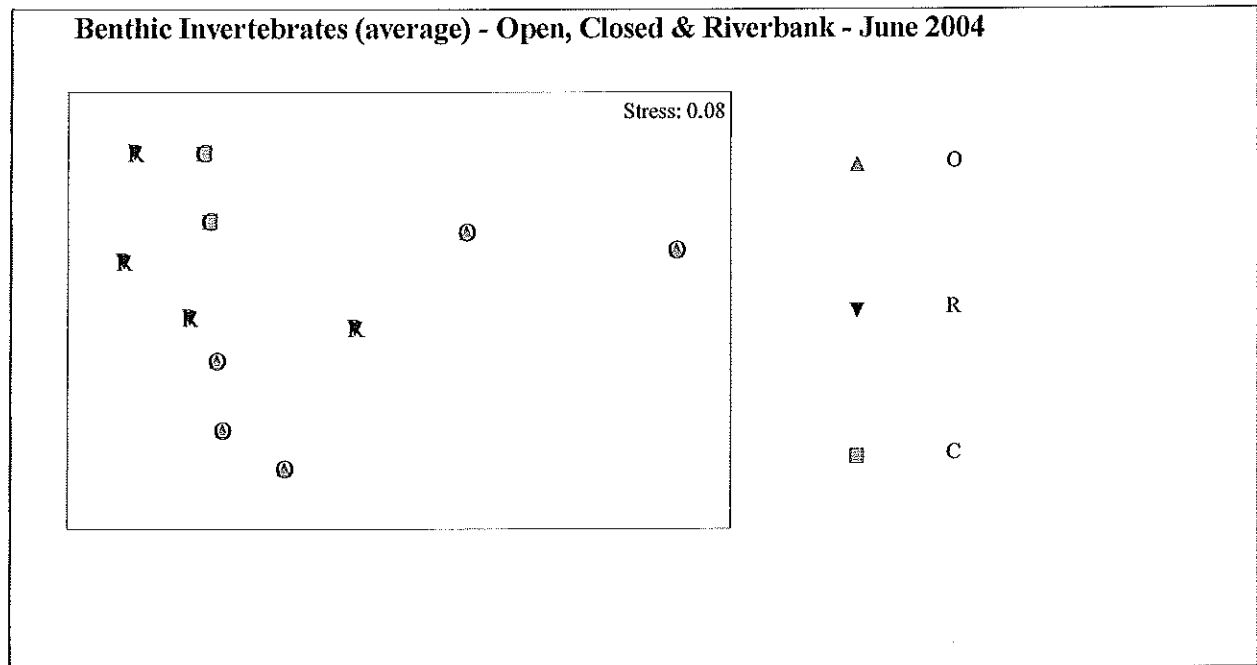 Benthic Invertebrates (average) - Open, Closed & Riverbank - June 2004
Stress: 0.08
R C
C
O O
R
R R
O
O
O
O
R
C